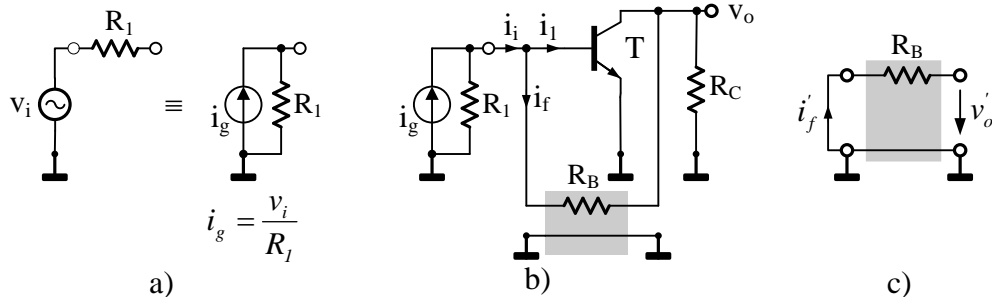 R1
vi
≡
ig
R1
ig = vi / R1
a)
ii
i1
T
vo
ig
R1
if
RC
RB
b)
RB
i'f
v'o
c)